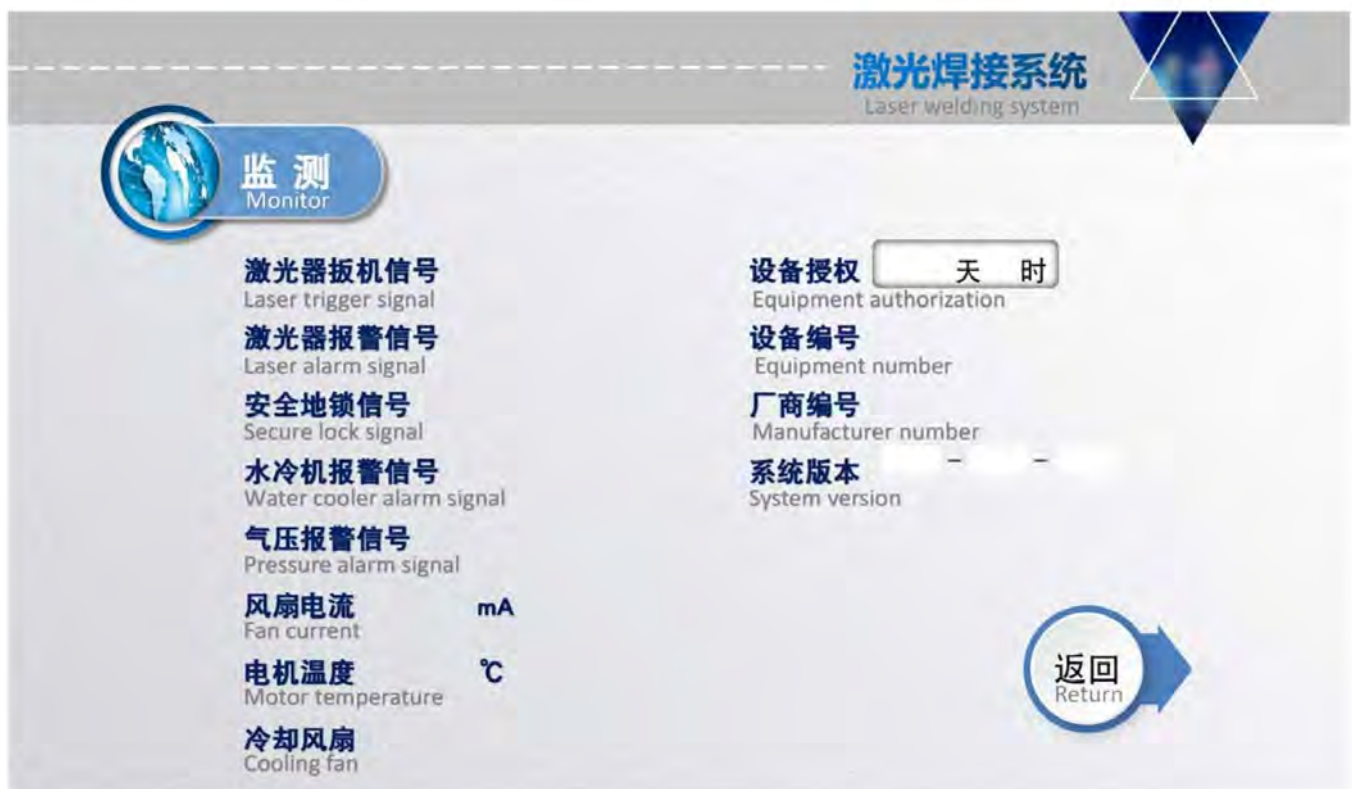 激光焊接系统
Laser welding system
监测
Monitor
激光器扳机信号
Laser trigger signal
激光器报警信号
Laser alarm signal
安全地锁信号
Secure lock signal
水冷机报警信号
Water cooler alarm signal
气压报警信号
Pressure alarm signal
风扇电流 mA
Fan current
电机温度 ℃
Motor temperature
冷却风扇
Cooling fan
设备授权 天 时
Equipment authorization
设备编号
Equipment number
厂商编号
Manufacturer number
系统版本 - -
System version
返回
Return